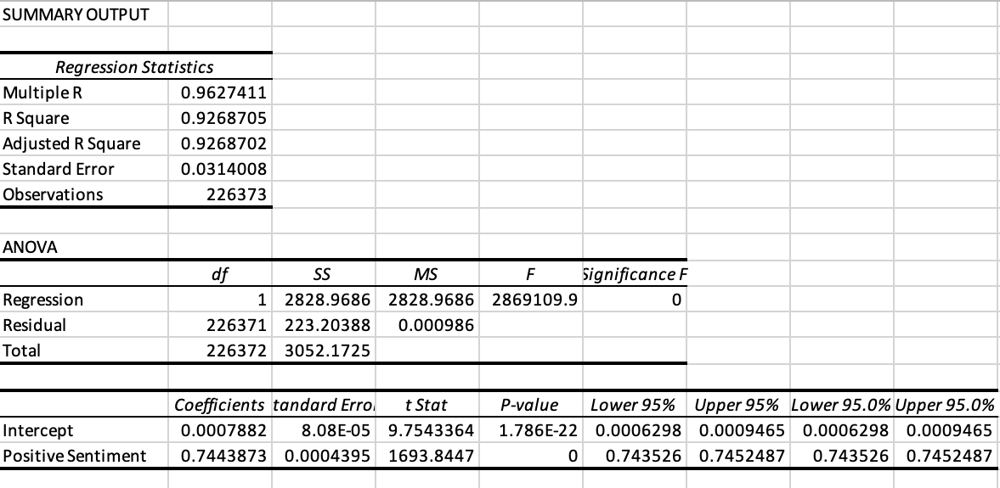 SUMMARY OUTPUT
Regression Statistics
Multiple R 0.9627411
R Square 0.9268705
Adjusted R Square 0.9268702
Standard Error 0.0314008
Observations 226373
ANOVA
df SS MS F Significance F
Regression 1 2828.9686 2828.9686 2869109.9 0
Residual 226371 223.20388 0.000986
Total 226372 3052.1725
Coefficients tandard Erro t Stat P-value Lower 95% Upper 95% Lower 95.0% Upper 95.0%
Intercept 0.0007882 8.08E-05 9.7543364 1.786E-22 0.0006298 0.0009465 0.0006298 0.0009465
Positive Sentiment 0.7443873 0.0004395 1693.8447 0 0.743526 0.7452487 0.743526 0.7452487